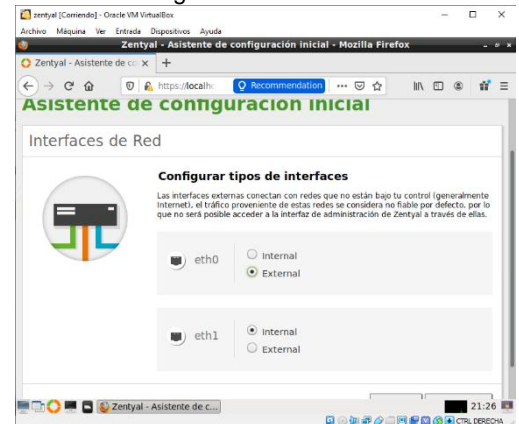 zentyal [Corriendo] - Oracle VM VirtualBox
Archivo Máquina Ver Entrada Dispositivos Ayuda
Zentyal - Asistente de configuración inicial - Mozilla Firefox
Zentyal - Asistente de co
https://localh
Recommendation
Asistente de configuración inicial
Interfaces de Red
Configurar tipos de interfaces
Las interfaces externas conectan con redes que no están bajo tu control (generalmente
Internet), el tráfico proveniente de estas redes se considera no fiable por defecto, por lo
que no será posible acceder a la interfaz de administración de Zentyal a través de ellas.
eth0
Internal
External
eth1
Internal
External
Zentyal - Asistente de c...
21:26
CTRL DERECHA